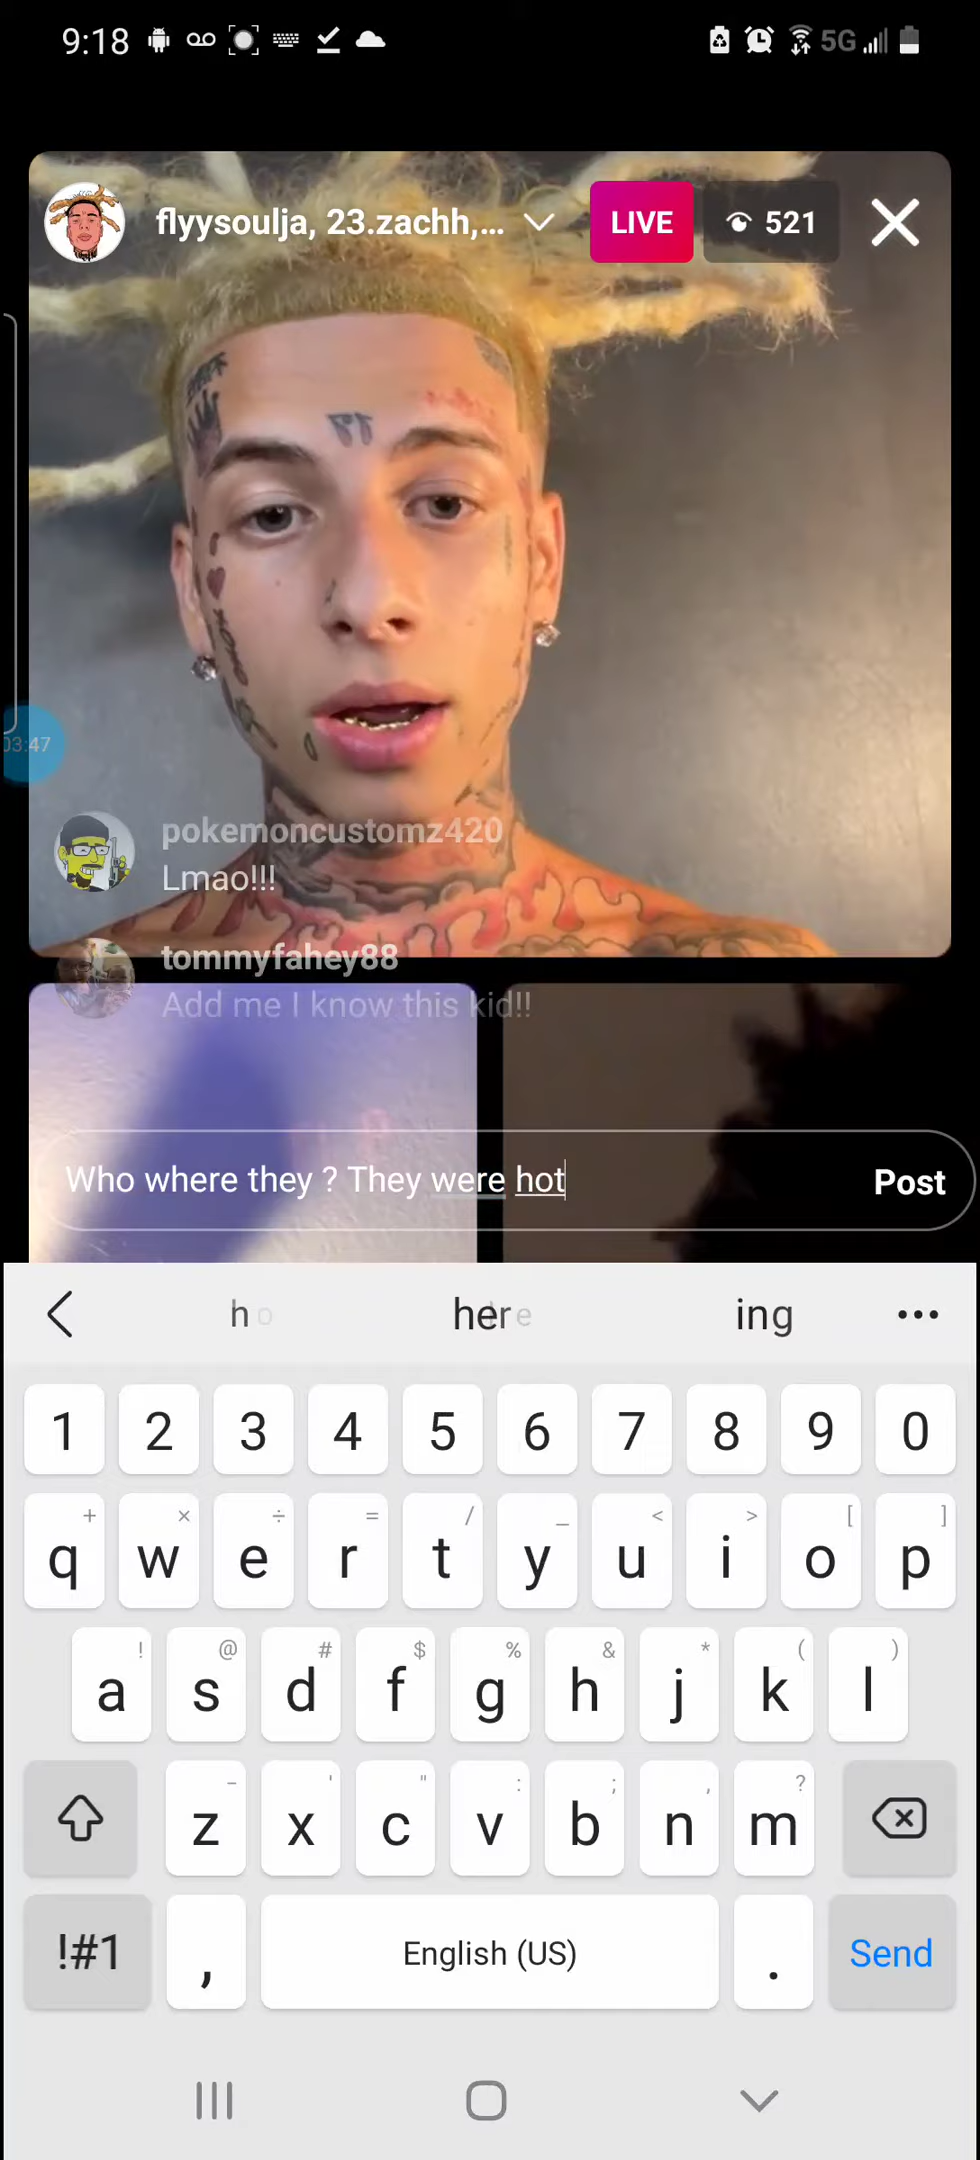 9:18
5G
flyysoulja, 23.zachh,...
LIVE
521
03:47
pokemoncustomz420
Lmao!!!
tommyfahey88
Add me I know this kid!!
Who where they ? They were hot
Post
her
ing
1 2 3 4 5 6 7 8 9 0
+ × ÷ = / _ < > [ ]
q w e r t y u i o p
! @ # $ % & * ( )
a s d f g h j k l
- ' " : ; , ?
z x c v b n m
!#1 , English (US) . Send